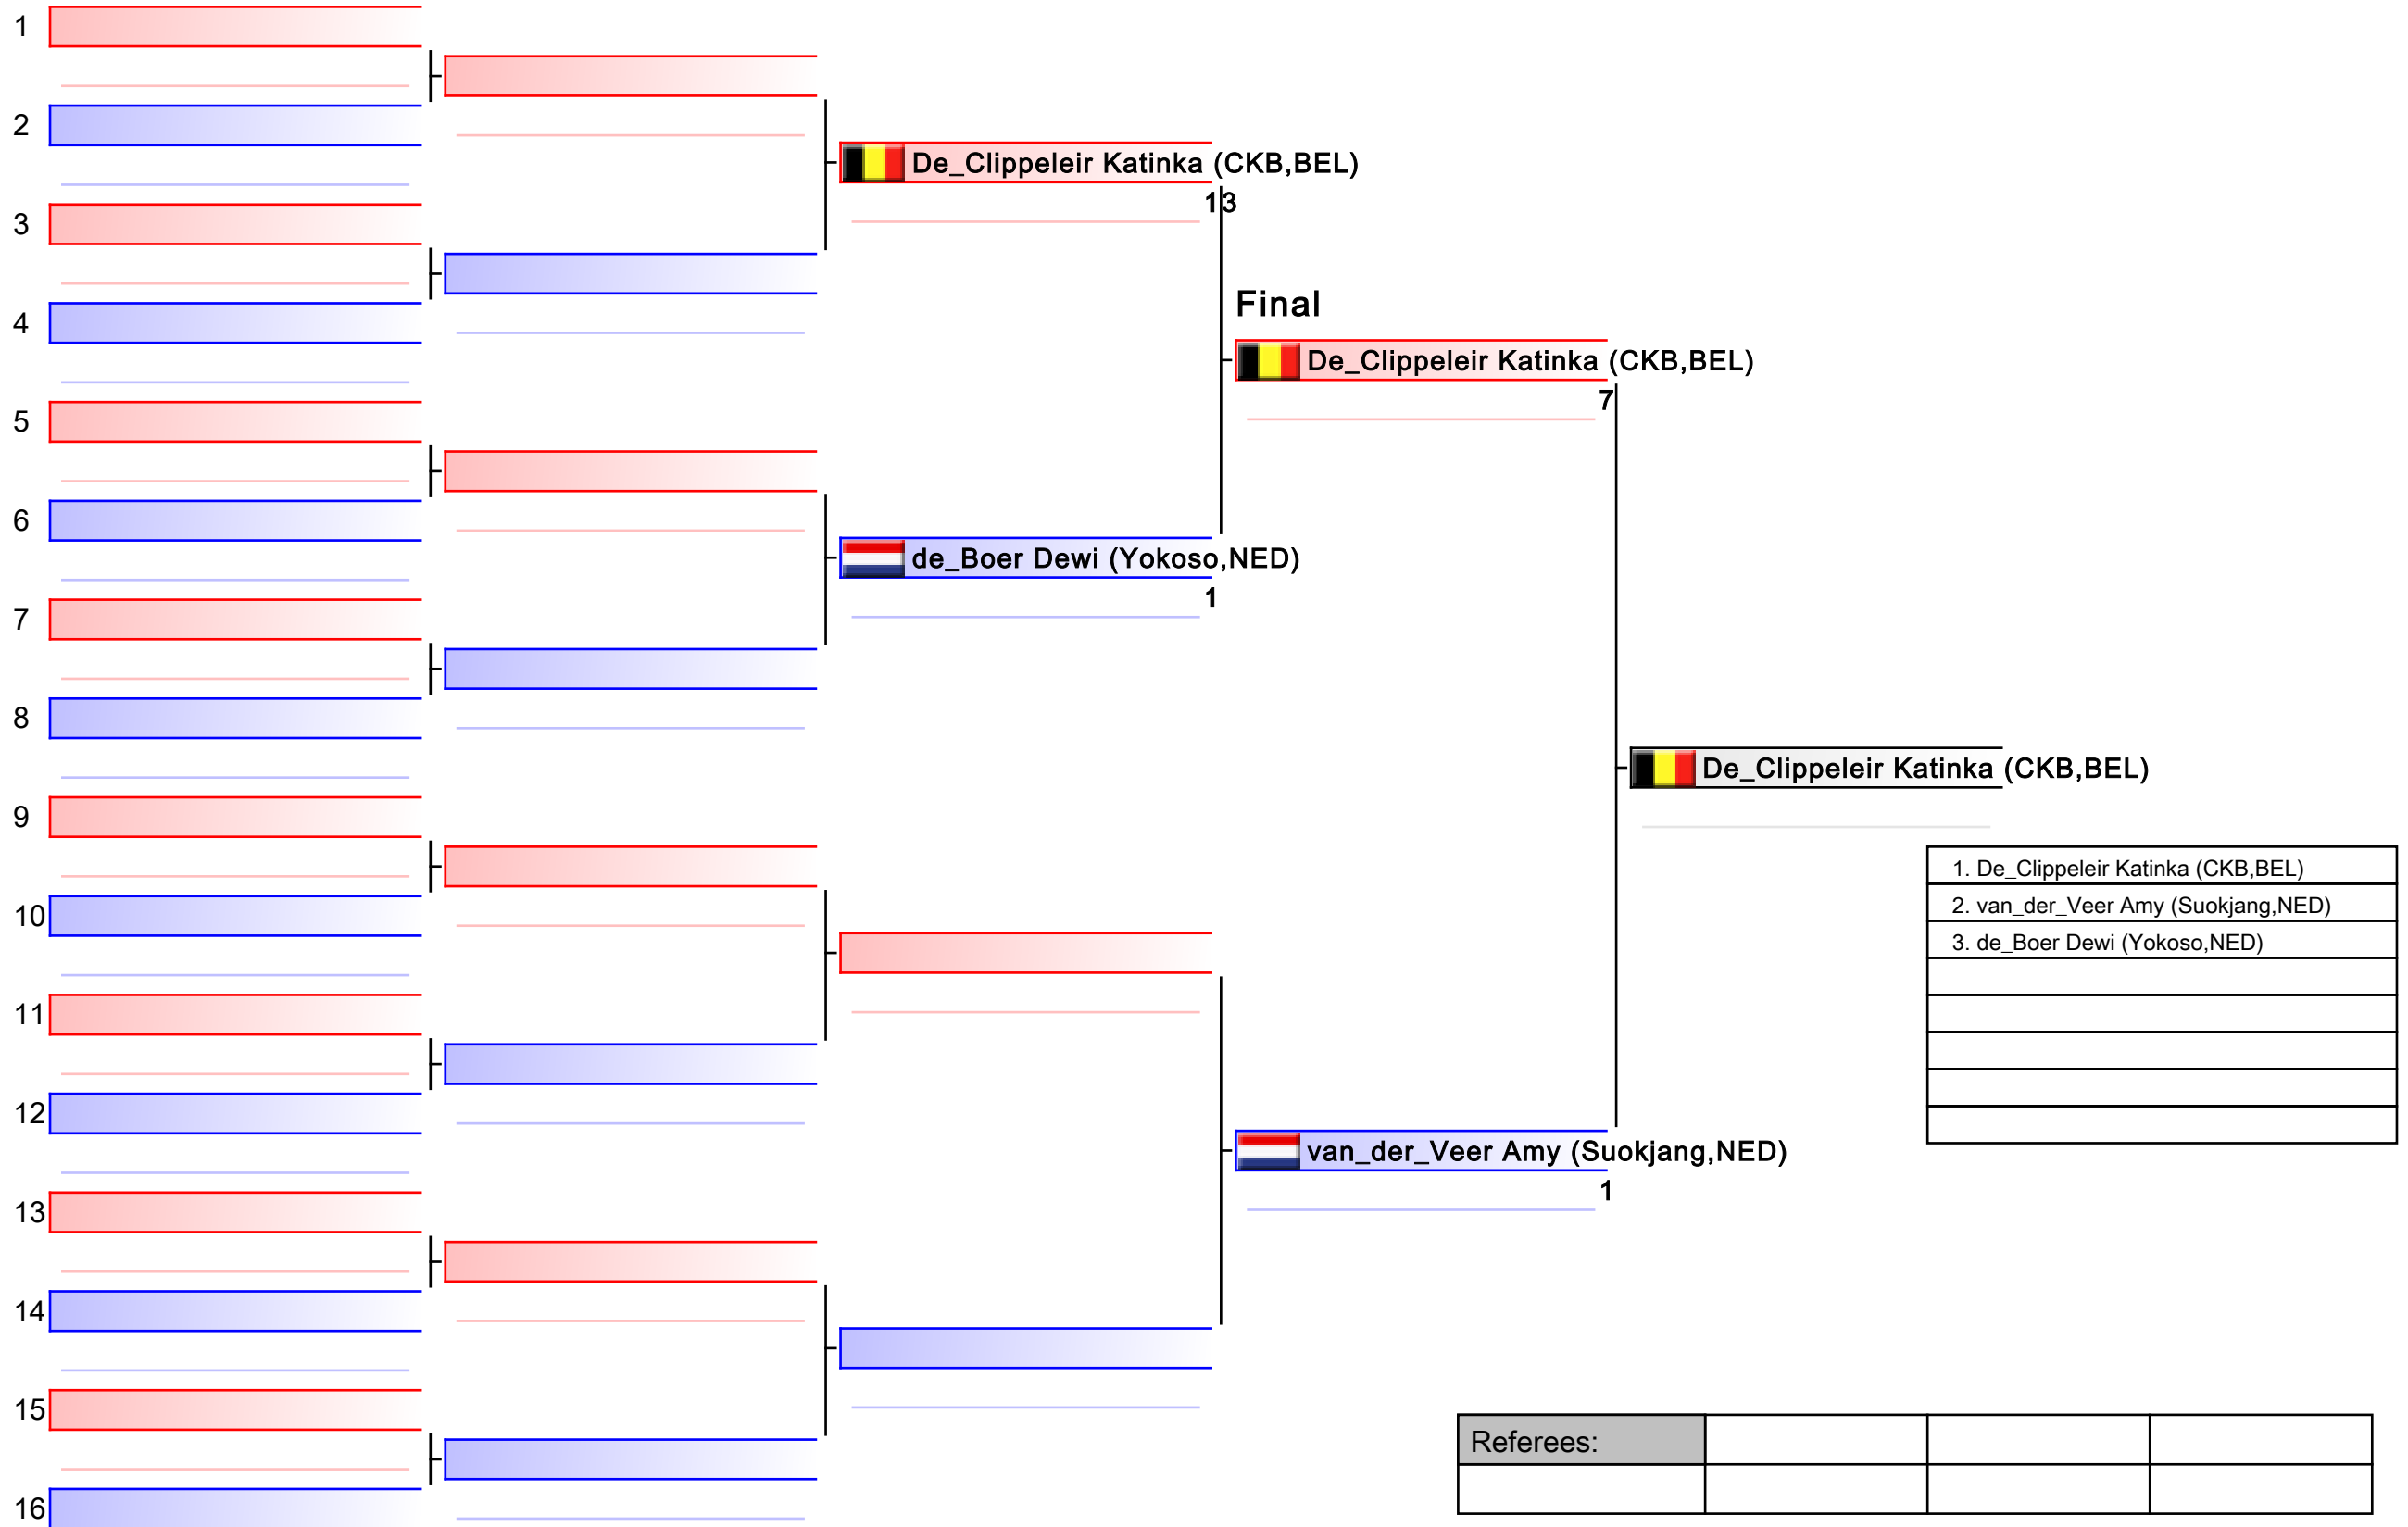 1
2
De_Clippeleir Katinka (CKB,BEL)
13
3
Final
4
De_Clippeleir Katinka (CKB,BEL)
7
5
6
de_Boer Dewi (Yokoso,NED)
1
7
8
De_Clippeleir Katinka (CKB,BEL)
9
1. De_Clippeleir Katinka (CKB,BEL)
2. van_der_Veer Amy (Suokjang,NED)
3. de_Boer Dewi (Yokoso,NED)
10
11
12
van_der_Veer Amy (Suokjang,NED)
1
13
14
15
Referees:
16